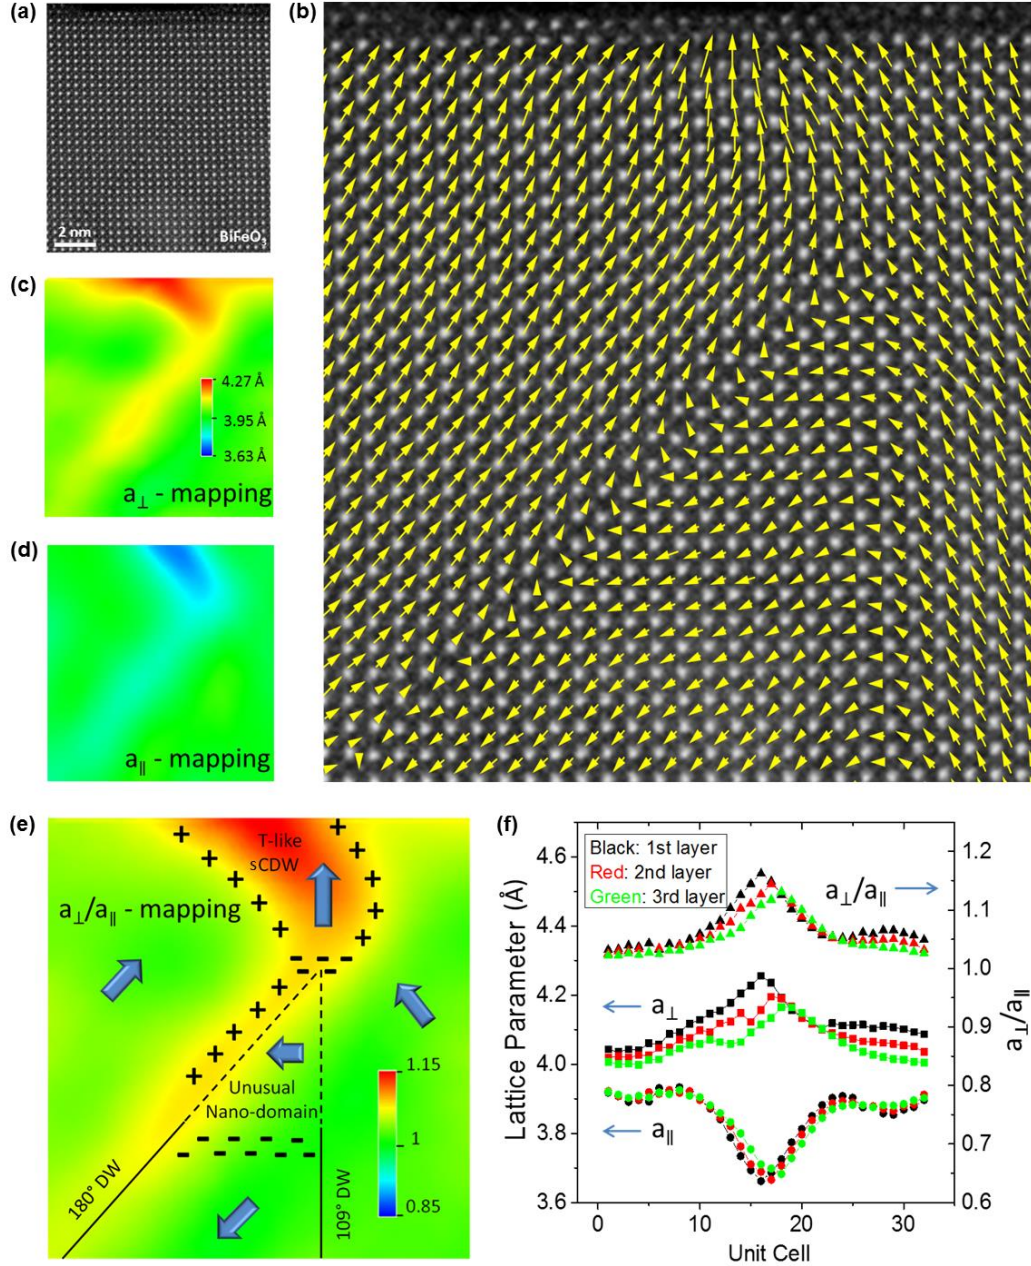 (a)
2 nm
BiFeO₃
(b)
(c)
4.27 Å
3.95 Å
3.63 Å
a⊥ - mapping
(d)
a∥ - mapping
(e)
T-like
sCDW
a⊥/a∥ - mapping
Unusual
Nano-domain
180° DW
109° DW
1.15
1
0.85
(f)
Black: 1st layer
Red: 2nd layer
Green: 3rd layer
a⊥/a∥
a⊥
a∥
Lattice Parameter (Å)
4.6
4.4
4.2
4.0
3.8
3.6
0
10
20
30
Unit Cell
1.2
1.1
1.0
0.9
0.8
0.7
0.6
a⊥/a∥